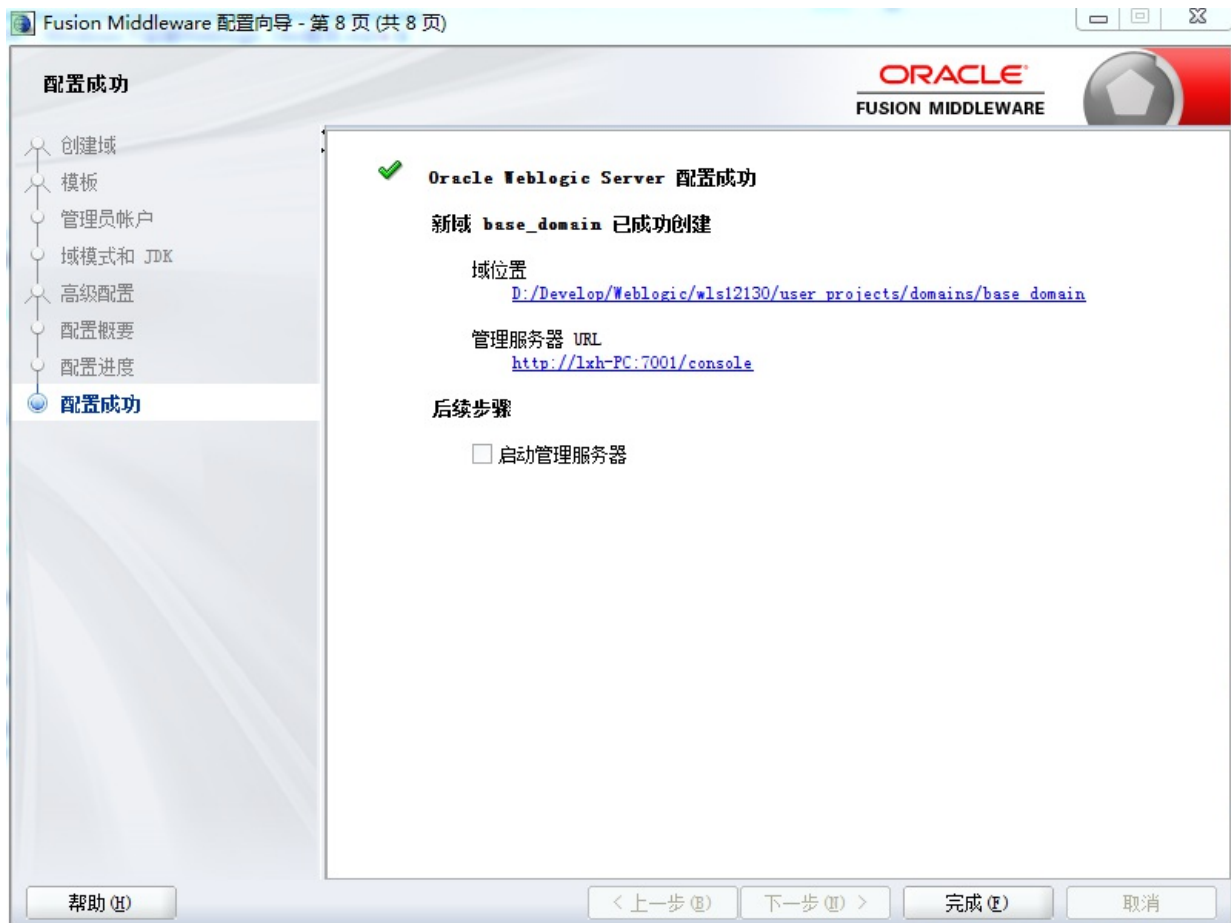 Fusion Middleware 配置向导 - 第 8 页 (共 8 页)
配置成功
ORACLE
FUSION MIDDLEWARE
创建域
模板
管理员帐户
域模式和 JDK
高级配置
配置概要
配置进度
配置成功
Oracle Weblogic Server 配置成功
新域 base_domain 已成功创建
域位置
D:/Develop/Weblogic/wls12130/user_projects/domains/base_domain
管理服务器 URL
http://lxh-PC:7001/console
后续步骤
启动管理服务器
帮助(H)
< 上一步(B)
下一步(N) >
完成(F)
取消